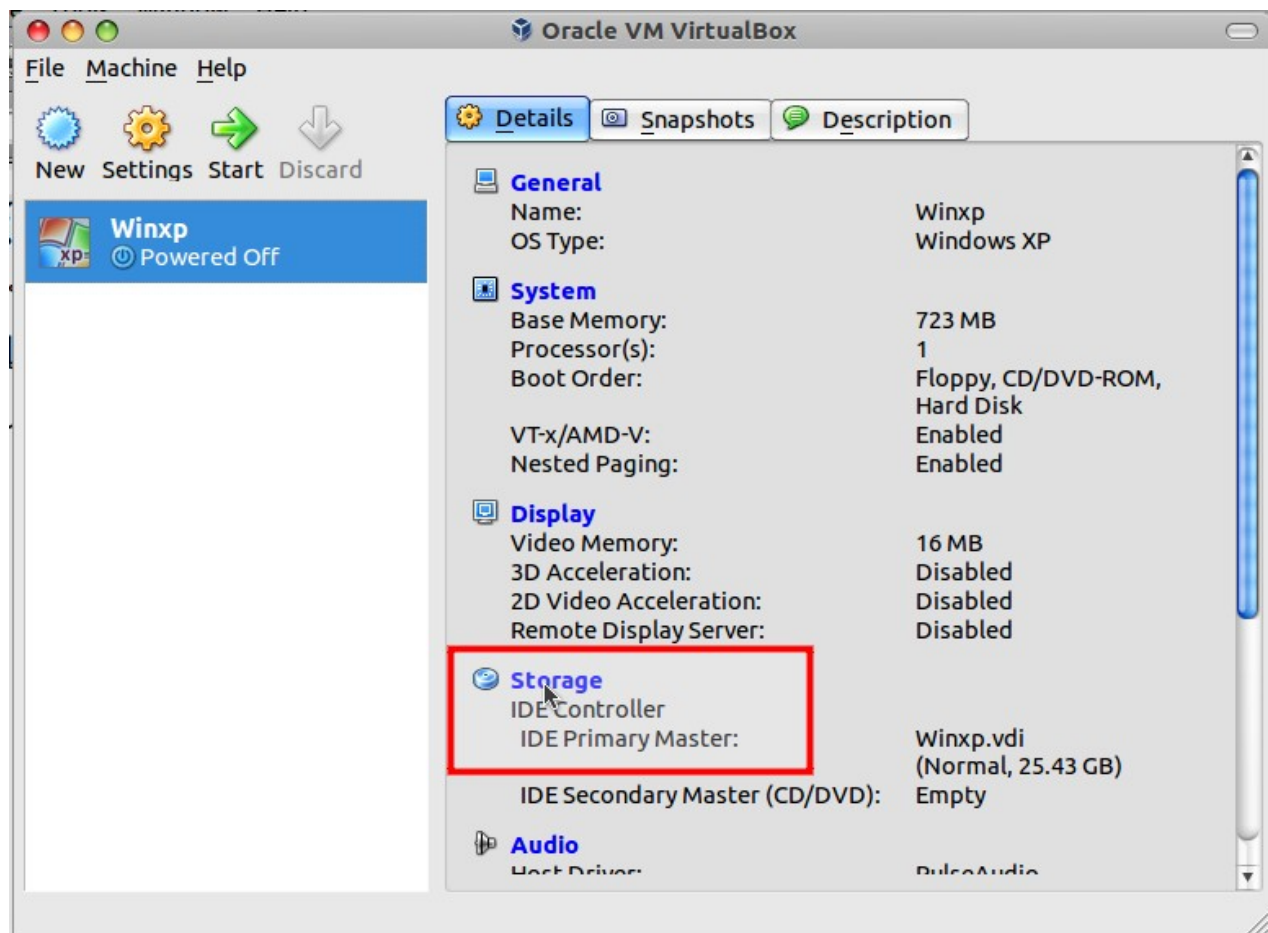 Oracle VM VirtualBox
File Machine Help
New Settings Start Discard
Details Snapshots Description
Winxp
Powered Off
xp
General
Name: Winxp
OS Type: Windows XP
System
Base Memory: 723 MB
Processor(s): 1
Boot Order: Floppy, CD/DVD-ROM,
Hard Disk
VT-x/AMD-V: Enabled
Nested Paging: Enabled
Display
Video Memory: 16 MB
3D Acceleration: Disabled
2D Video Acceleration: Disabled
Remote Display Server: Disabled
Storage
IDE Controller
IDE Primary Master: Winxp.vdi
(Normal, 25.43 GB)
IDE Secondary Master (CD/DVD): Empty
Audio
Host Driver: PulseAudio